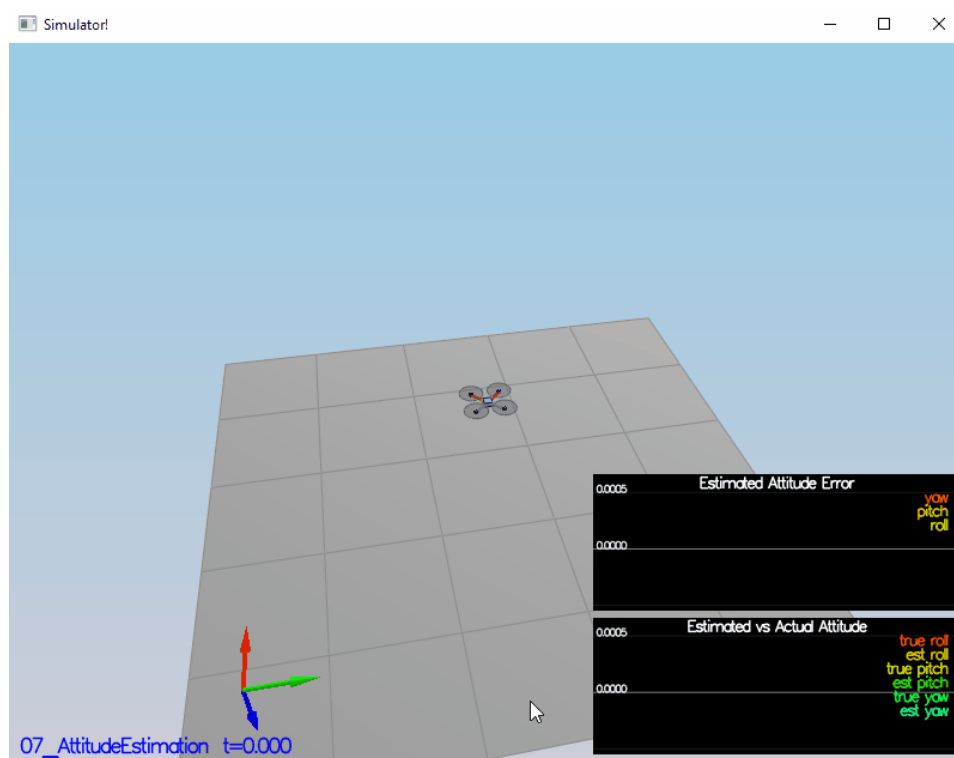 Simulator!
Estimated Attitude Error
0.0005
yaw
pitch
roll
0.0000
Estimated vs Actual Attitude
0.0005
true roll
est roll
true pitch
est pitch
0.0000
true yaw
est yaw
07_AttitudeEstimation t=0.000